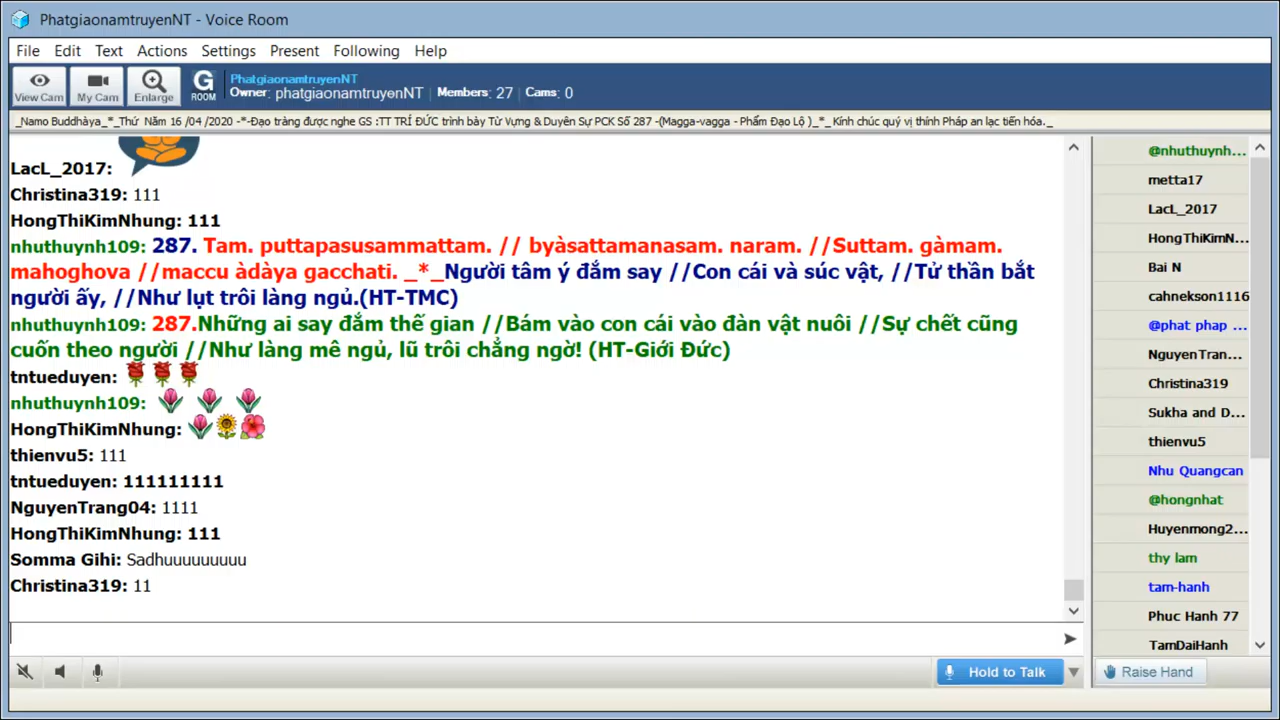 PhatgiaonamtruyenNT - Voice Room
File Edit Text Actions Settings Present Following Help
View Cam My Cam Enlarge G ROOM
PhatgiaonamtruyenNT
Owner: phatgiaonamtruyenNT Members: 27 Cams: 0
_Namo Buddhàya_*_Thứ Năm 16 /04 /2020 -*-Đạo tràng được nghe GS :TT TRÍ ĐỨC trình bày Từ Vựng & Duyên Sự PCK Số 287 -(Magga-vagga - Phẩm Đạo Lộ )_*_ Kính chúc quý vị thính Pháp an lạc tiến hóa._
LacL_2017:
Christina319: 111
HongThiKimNhung: 111
nhuthuynh109: 287. Tam. puttapasusammattam. // byàsattamanasam. naram. //Suttam. gàmam.
mahoghova //maccu àdàya gacchati. _*_Người tâm ý đắm say //Con cái và súc vật, //Tử thần bắt
người ấy, //Như lụt trôi làng ngủ.(HT-TMC)
nhuthuynh109: 287.Những ai say đắm thế gian //Bám vào con cái vào đàn vật nuôi //Sự chết cũng
cuốn theo người //Như làng mê ngủ, lũ trôi chẳng ngờ! (HT-Giới Đức)
tntueduyen:
nhuthuynh109:
HongThiKimNhung:
thienvu5: 111
tntueduyen: 111111111
NguyenTrang04: 1111
HongThiKimNhung: 111
Somma Gihi: Sadhuuuuuuuuu
Christina319: 11
@nhuthuynh...
metta17
LacL_2017
HongThiKimN...
Bai N
cahnekson1116
@phat phap ...
NguyenTran...
Christina319
Sukha and D...
thienvu5
Nhu Quangcan
@hongnhat
Huyenmong2...
thy lam
tam-hanh
Phuc Hanh 77
TamDaiHanh
Hold to Talk
Raise Hand